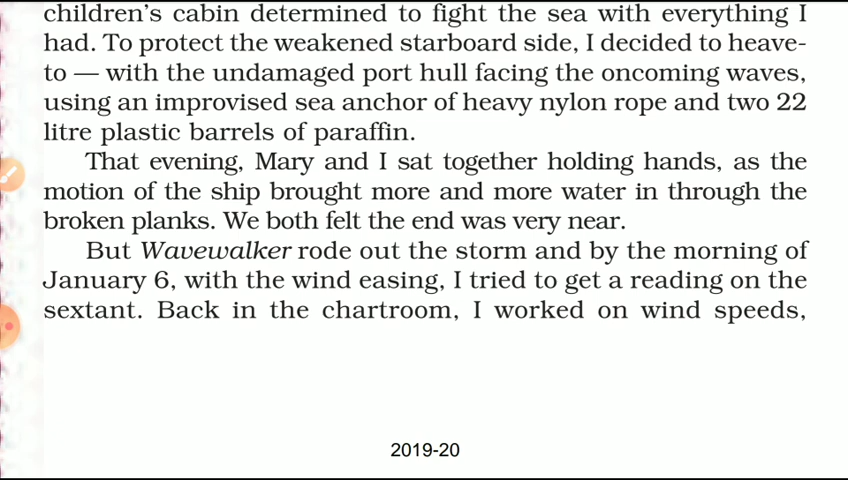 children's cabin determined to fight the sea with everything I
had. To protect the weakened starboard side, I decided to heave-
to — with the undamaged port hull facing the oncoming waves,
using an improvised sea anchor of heavy nylon rope and two 22
litre plastic barrels of paraffin.
That evening, Mary and I sat together holding hands, as the
motion of the ship brought more and more water in through the
broken planks. We both felt the end was very near.
But Wavewalker rode out the storm and by the morning of
January 6, with the wind easing, I tried to get a reading on the
sextant. Back in the chartroom, I worked on wind speeds,
2019-20